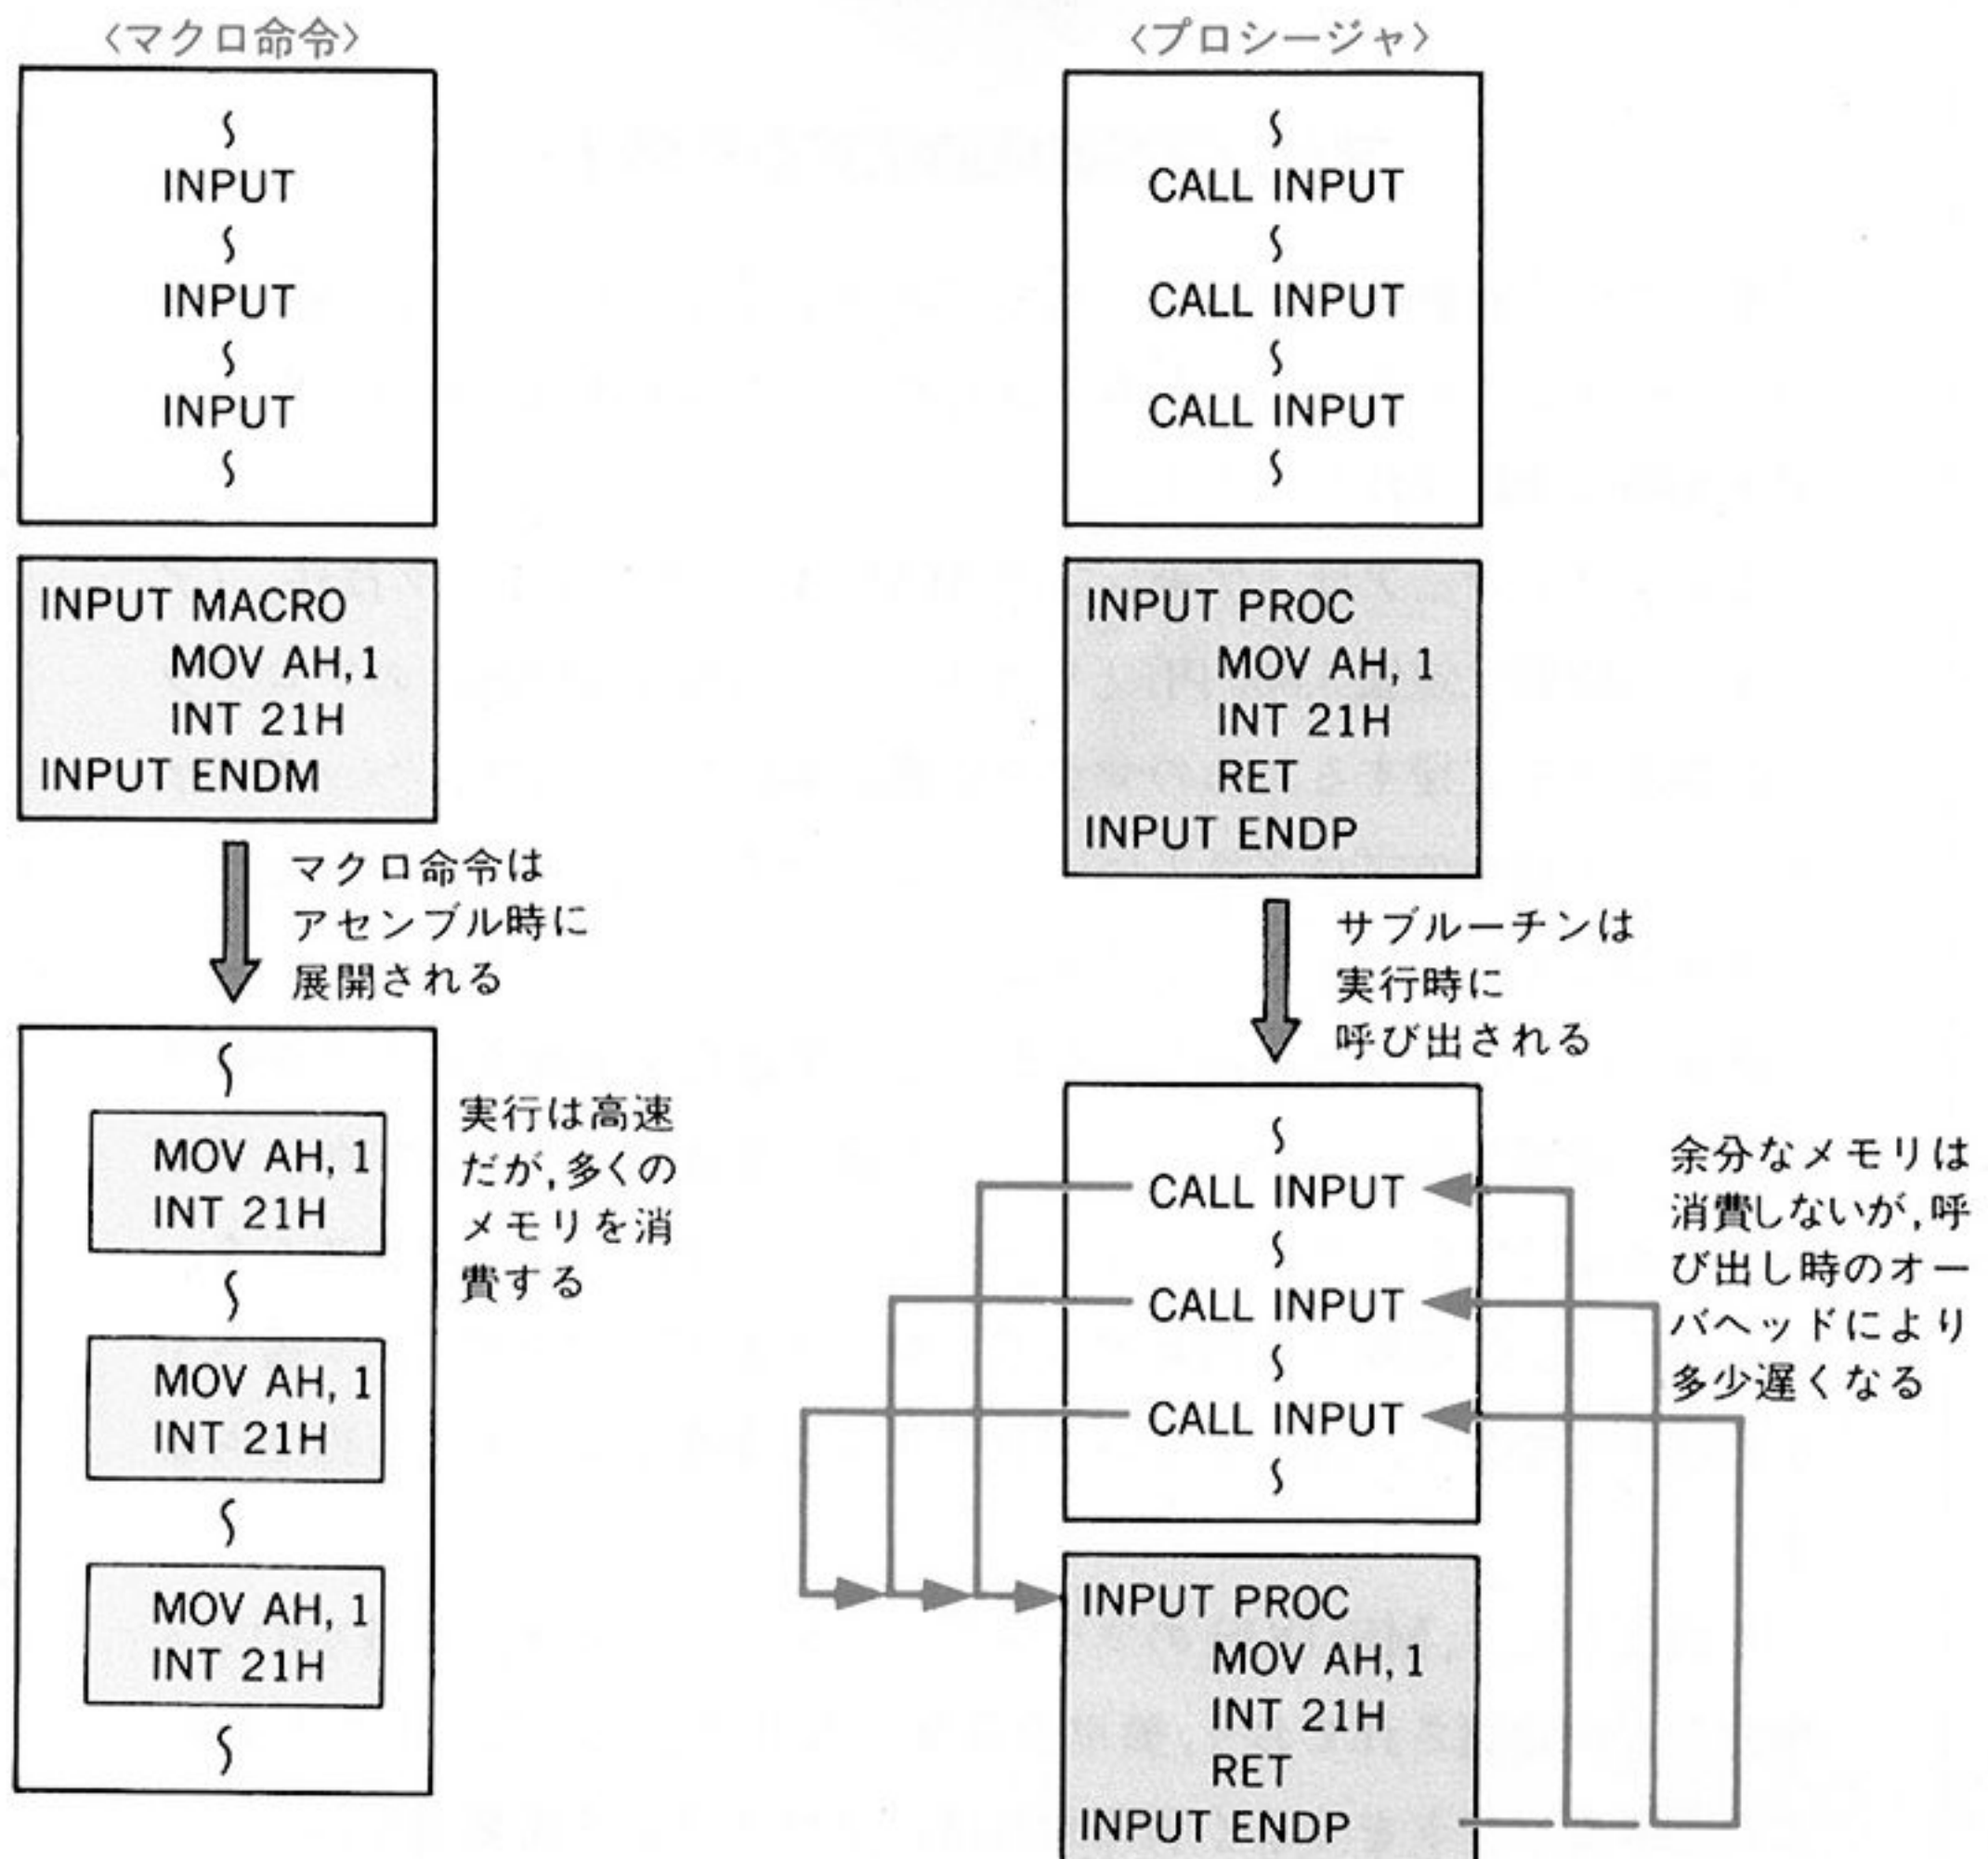 〈マクロ命令〉
∫
INPUT
∫
INPUT
∫
INPUT
∫
INPUT MACRO
MOV AH,1
INT 21H
INPUT ENDM
マクロ命令は
アセンブル時に
展開される
∫
MOV AH, 1
INT 21H
∫
MOV AH, 1
INT 21H
∫
MOV AH, 1
INT 21H
∫
実行は高速
だが,多くの
メモリを消
費する
〈プロシージャ〉
∫
CALL INPUT
∫
CALL INPUT
∫
CALL INPUT
∫
INPUT PROC
MOV AH, 1
INT 21H
RET
INPUT ENDP
サブルーチンは
実行時に
呼び出される
∫
CALL INPUT
∫
CALL INPUT
∫
CALL INPUT
∫
INPUT PROC
MOV AH, 1
INT 21H
RET
INPUT ENDP
余分なメモリは
消費しないが,呼
び出し時のオー
バヘッドにより
多少遅くなる